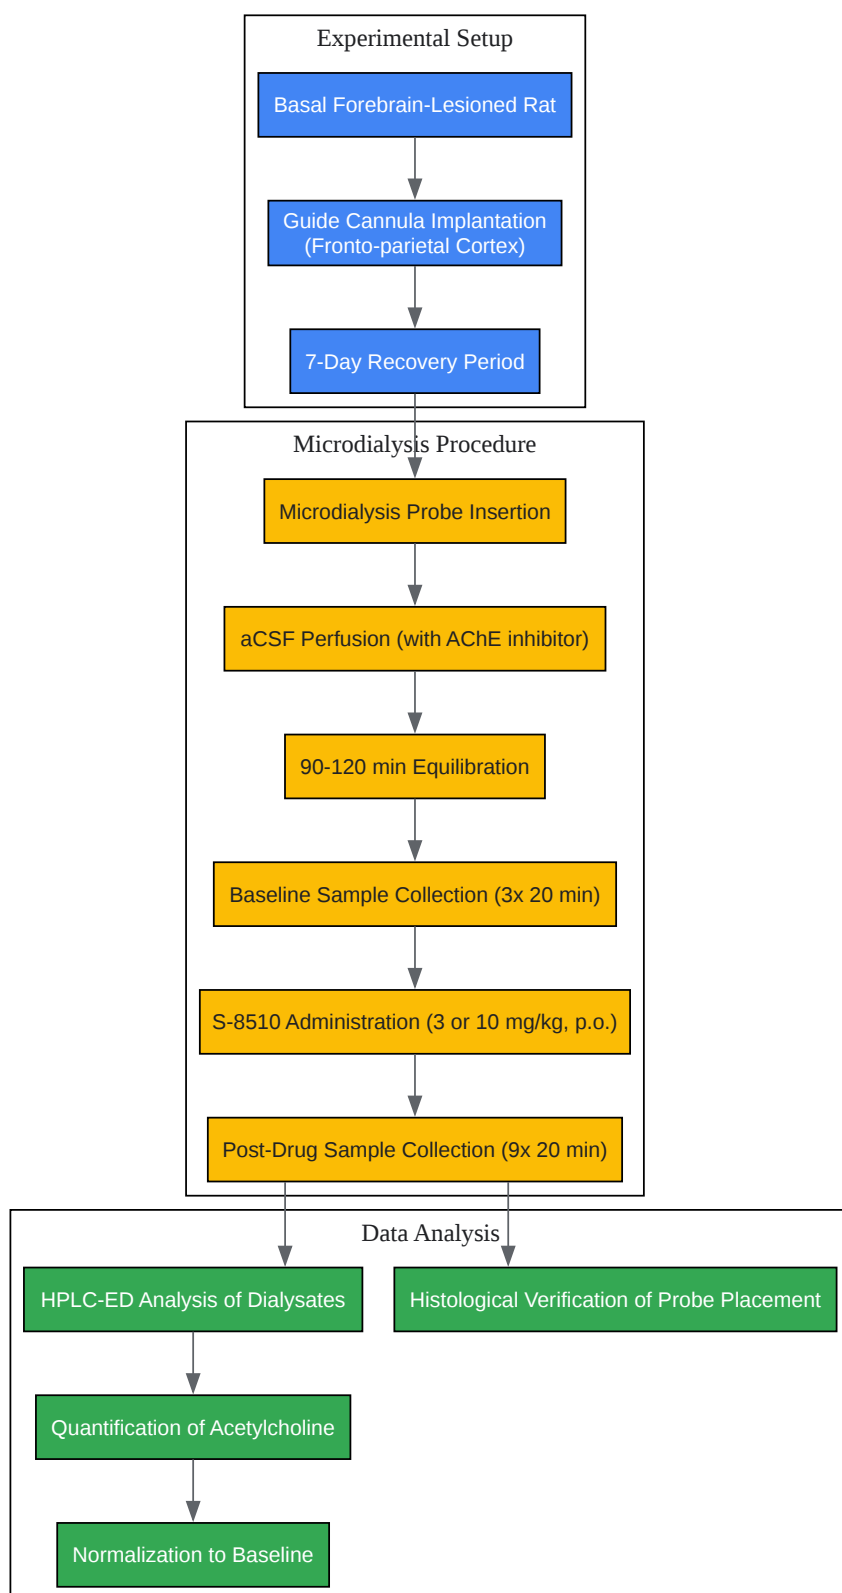 Experimental Setup
Basal Forebrain-Lesioned Rat
Guide Cannula Implantation
(Fronto-parietal Cortex)
7-Day Recovery Period
Microdialysis Procedure
Microdialysis Probe Insertion
aCSF Perfusion (with AChE inhibitor)
90-120 min Equilibration
Baseline Sample Collection (3x 20 min)
S-8510 Administration (3 or 10 mg/kg, p.o.)
Post-Drug Sample Collection (9x 20 min)
Data Analysis
HPLC-ED Analysis of Dialysates
Histological Verification of Probe Placement
Quantification of Acetylcholine
Normalization to Baseline